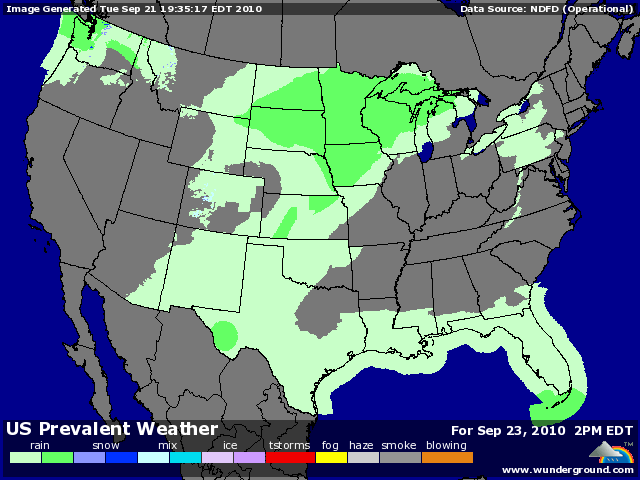 Image Generated Tue Sep 21 19:35:17 EDT 2010 Data Source: NDFD (Operational)
US Prevalent Weather For Sep 23, 2010 2PM EDT
rain snow mix ice tstorms fog haze smoke blowing
www.wunderground.com